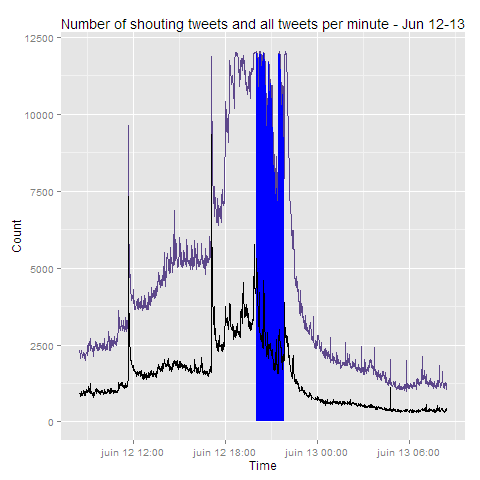 Number of shouting tweets and all tweets per minute - Jun 12-13
12500
10000
7500
5000
2500
0
Count
juin 12 12:00
juin 12 18:00
juin 13 00:00
juin 13 06:00
Time